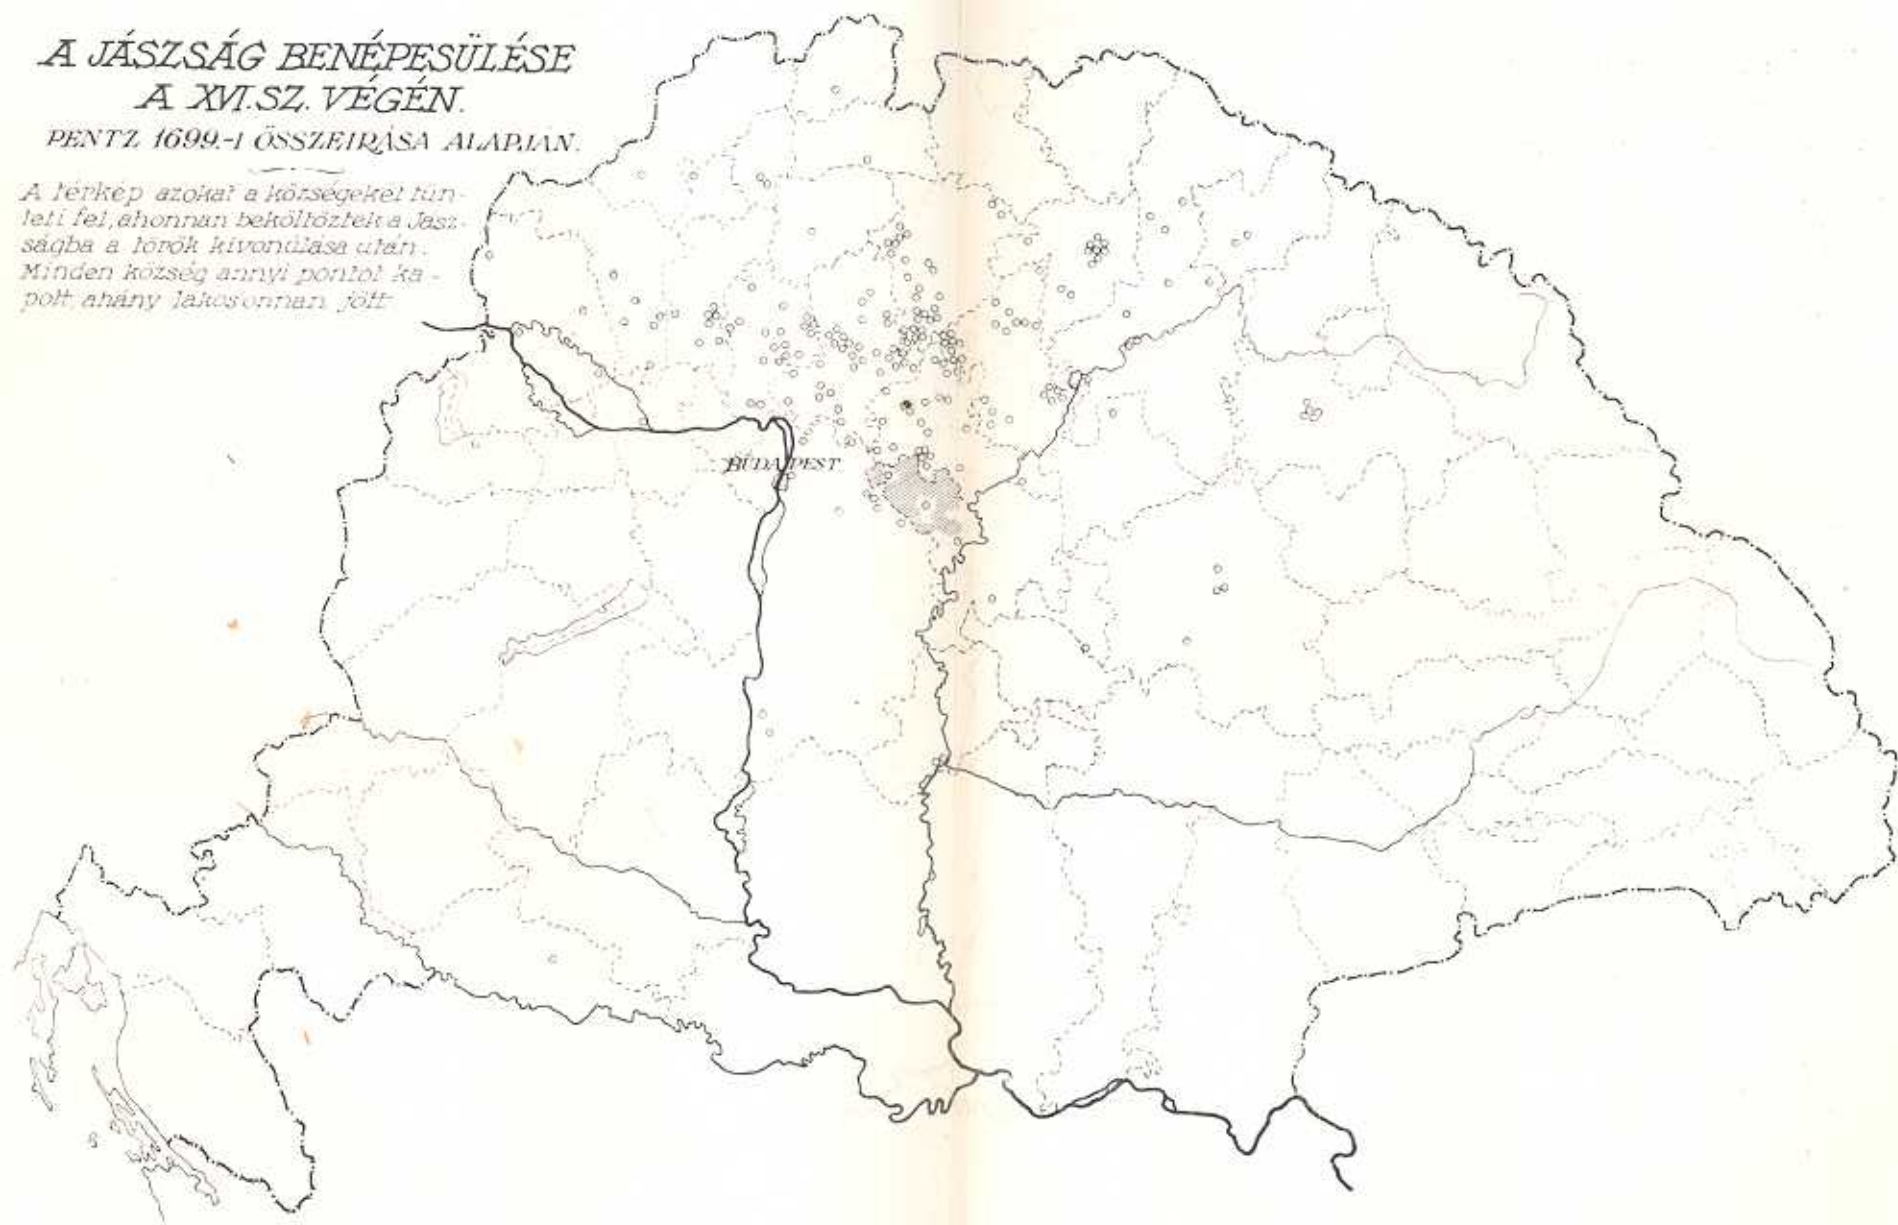 A JÁSZSÁG BENÉPESÜLÉSE
A XVI. SZ. VÉGÉN.
PENTZ 1699.-I ÖSSZEIRÁSA ALAPJÁN.
A térkép azokat a községeket tün-
teti fel, ahonnan beköltöztek a Jász-
ságba a török kivonulása után.
Minden község annyi pontot ka-
pott, ahány lakos onnan jött
BUDAPEST